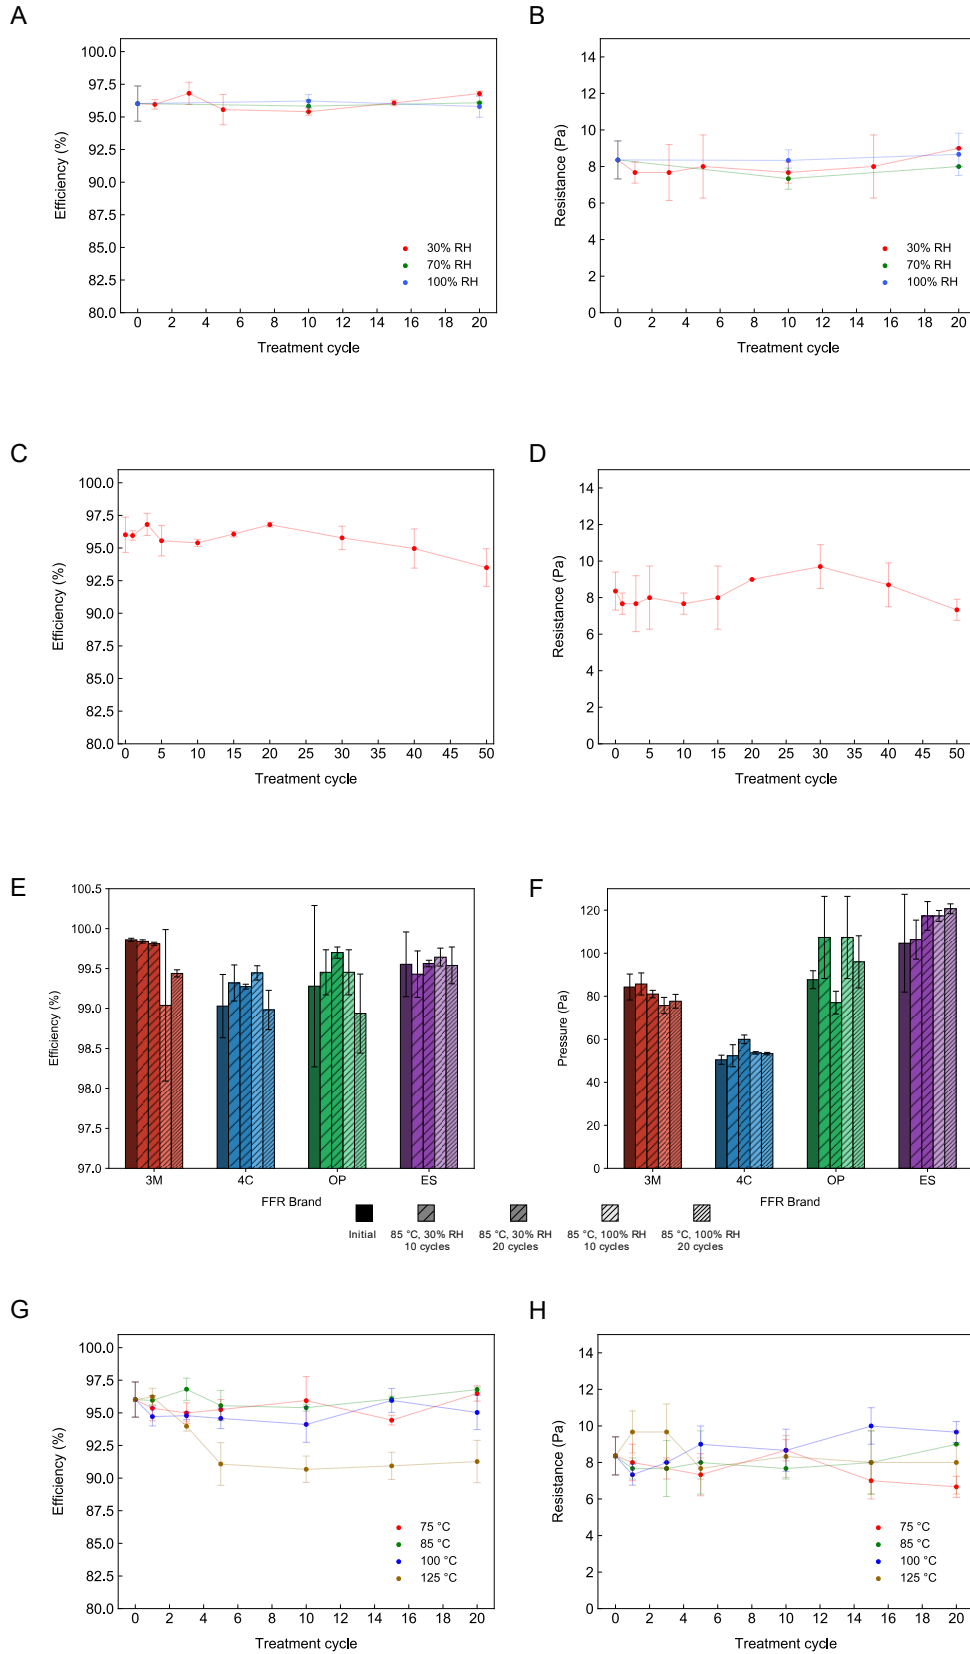 A
B
100.0
97.5
95.0
92.5
90.0
87.5
85.0
82.5
80.0
Efficiency (%)
30% RH
70% RH
100% RH
0 2 4 6 8 10 12 14 16 18 20
Treatment cycle
14
12
10
8
6
4
2
0
Resistance (Pa)
30% RH
70% RH
100% RH
0 2 4 6 8 10 12 14 16 18 20
Treatment cycle
C
D
100.0
97.5
95.0
92.5
90.0
87.5
85.0
82.5
80.0
Efficiency (%)
0 5 10 15 20 25 30 35 40 45 50
Treatment cycle
14
12
10
8
6
4
2
0
Resistance (Pa)
0 5 10 15 20 25 30 35 40 45 50
Treatment cycle
E
F
100.5
100.0
99.5
99.0
98.5
98.0
97.5
97.0
Efficiency (%)
3M 4C OP ES
FFR Brand
120
100
80
60
40
20
0
Pressure (Pa)
3M 4C OP ES
FFR Brand
Initial
85 °C, 30% RH
10 cycles
85 °C, 30% RH
20 cycles
85 °C, 100% RH
10 cycles
85 °C, 100% RH
20 cycles
G
H
100.0
97.5
95.0
92.5
90.0
87.5
85.0
82.5
80.0
Efficiency (%)
75 °C
85 °C
100 °C
125 °C
0 2 4 6 8 10 12 14 16 18 20
Treatment cycle
14
12
10
8
6
4
2
0
Resistance (Pa)
75 °C
85 °C
100 °C
125 °C
0 2 4 6 8 10 12 14 16 18 20
Treatment cycle